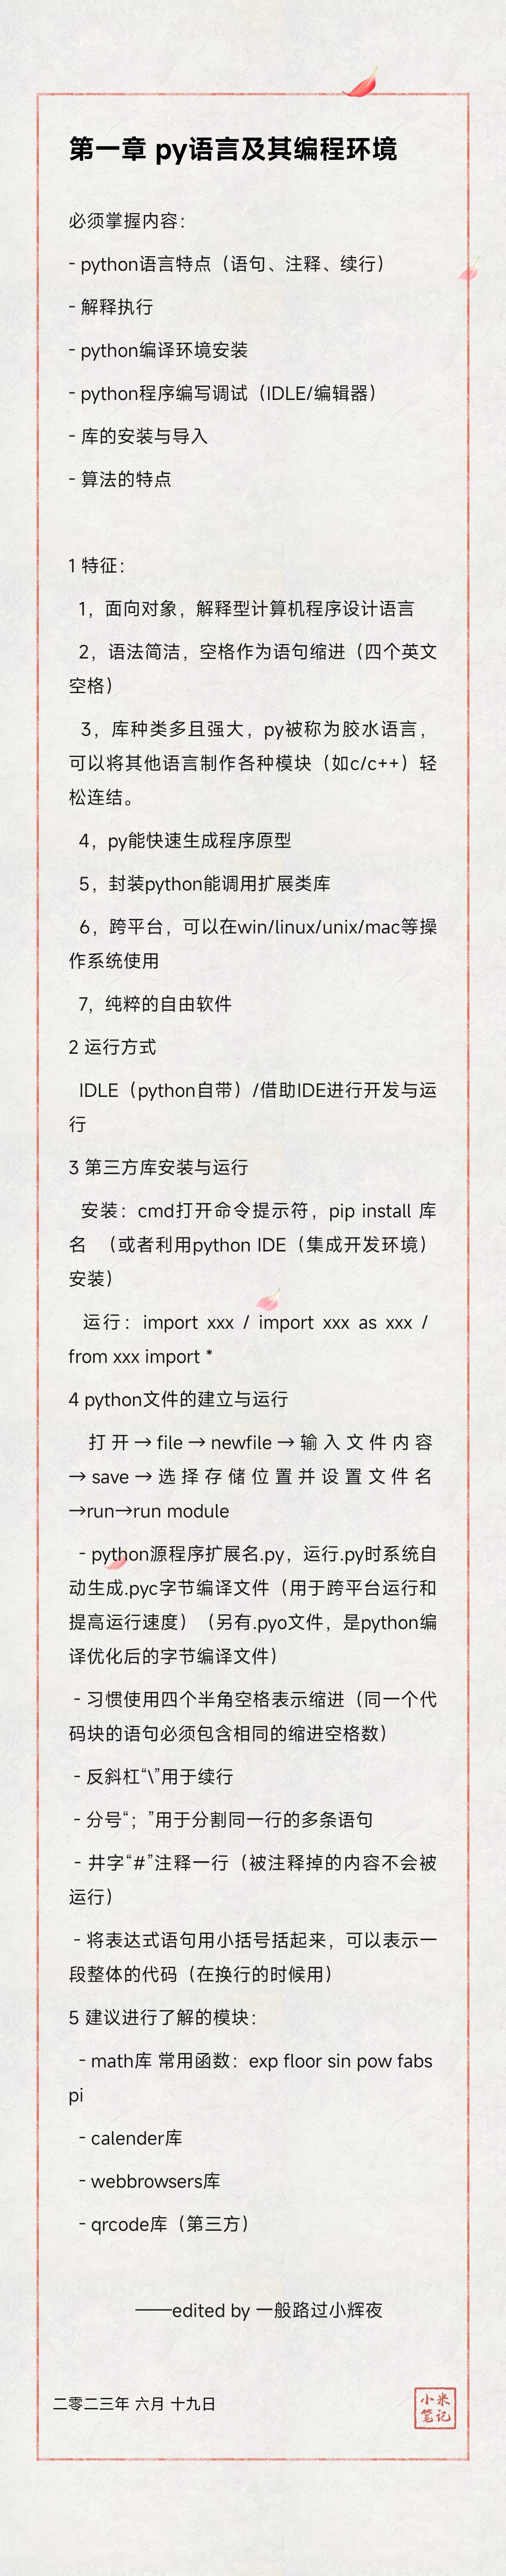 第一章 py语言及其编程环境
必须掌握内容：
- python语言特点（语句、注释、续行）
- 解释执行
- python编译环境安装
- python程序编写调试（IDLE/编辑器）
- 库的安装与导入
- 算法的特点
1 特征：
1，面向对象，解释型计算机程序设计语言
2，语法简洁，空格作为语句缩进（四个英文
空格）
3，库种类多且强大，py被称为胶水语言，
可以将其他语言制作各种模块（如c/c++）轻
松连结。
4，py能快速生成程序原型
5，封装python能调用扩展类库
6，跨平台，可以在win/linux/unix/mac等操
作系统使用
7，纯粹的自由软件
2 运行方式
IDLE（python自带）/借助IDE进行开发与运
行
3 第三方库安装与运行
安装：cmd打开命令提示符，pip install 库
名 （或者利用python IDE（集成开发环境）
安装）
运行：import xxx / import xxx as xxx /
from xxx import *
4 python文件的建立与运行
打开→file→newfile→输入文件内容
→save→选择存储位置并设置文件名
→run→run module
- python源程序扩展名.py，运行.py时系统自
动生成.pyc字节编译文件（用于跨平台运行和
提高运行速度）（另有.pyo文件，是python编
译优化后的字节编译文件）
- 习惯使用四个半角空格表示缩进（同一个代
码块的语句必须包含相同的缩进空格数）
- 反斜杠“\”用于续行
- 分号“；”用于分割同一行的多条语句
- 井字“#”注释一行（被注释掉的内容不会被
运行）
- 将表达式语句用小括号括起来，可以表示一
段整体的代码（在换行的时候用）
5 建议进行了解的模块：
- math库 常用函数：exp floor sin pow fabs
pi
- calender库
- webbrowsers库
- qrcode库（第三方）
——edited by 一般路过小辉夜
二零二三年 六月 十九日
小米
笔记